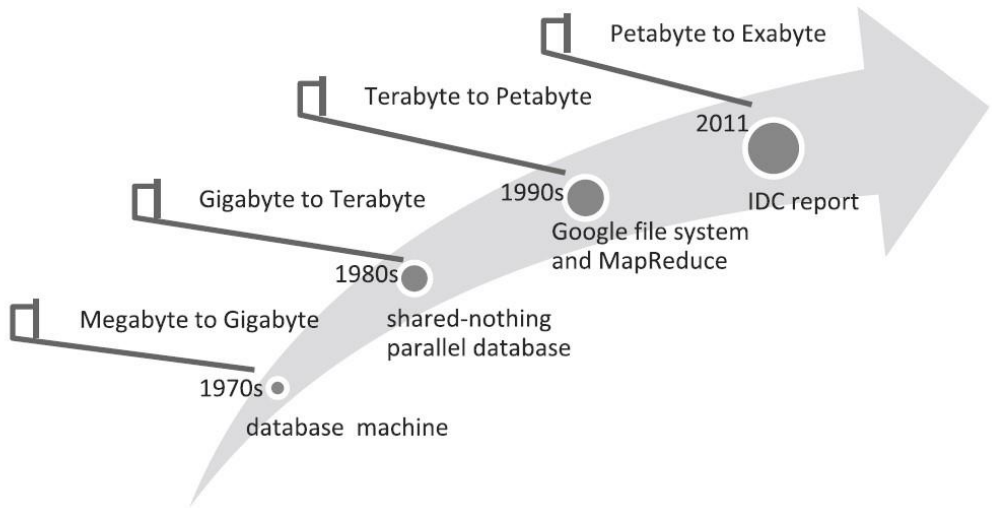 Petabyte to Exabyte
2011
IDC report
Terabyte to Petabyte
1990s
Google file system
and MapReduce
Gigabyte to Terabyte
1980s
shared-nothing
parallel database
Megabyte to Gigabyte
1970s
database machine